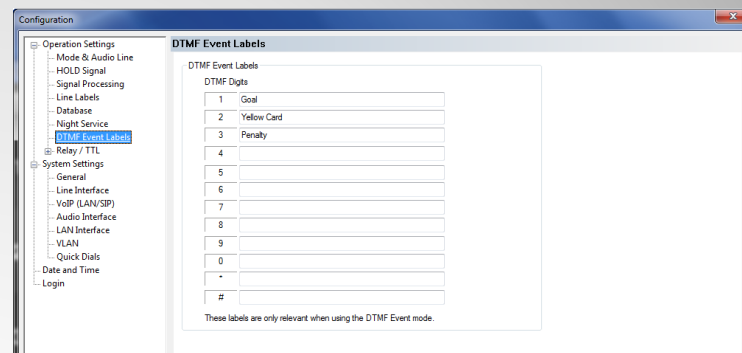 Configuration
Operation Settings
Mode & Audio Line
HOLD Signal
Signal Processing
Line Labels
Database
Night Service
DTMF Event Labels
Relay / TTL
System Settings
General
Line Interface
VoIP (LAN/SIP)
Audio Interface
LAN Interface
VLAN
Quick Dials
Date and Time
Login
DTMF Event Labels
DTMF Event Labels
DTMF Digits
1 Goal
2 Yellow Card
3 Penalty
4
5
6
7
8
9
0
*
#
These labels are only relevant when using the DTMF Event mode.